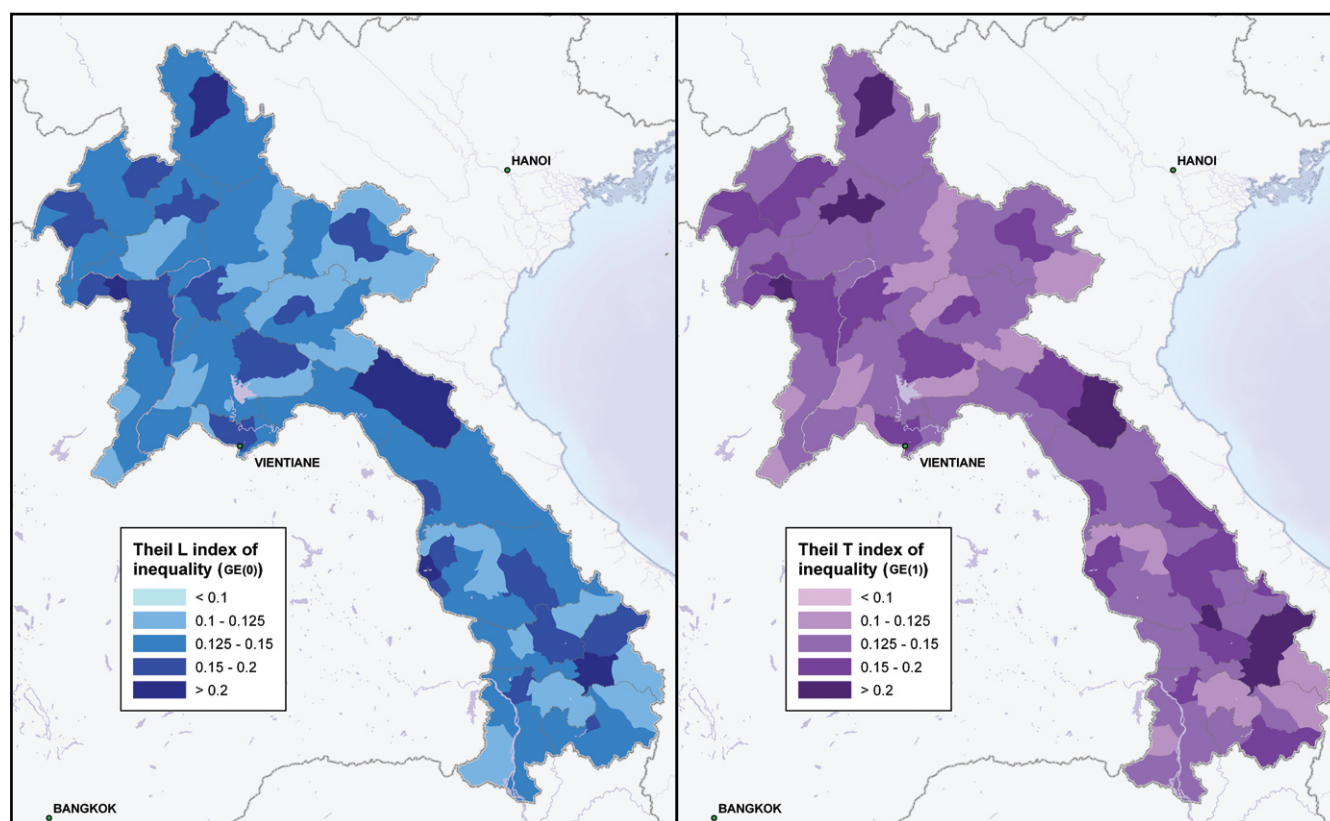 HANOI
VIENTIANE
Theil L index of
inequality (GE(0))
< 0.1
0.1 - 0.125
0.125 - 0.15
0.15 - 0.2
> 0.2
BANGKOK
HANOI
VIENTIANE
Theil T index of
inequality (GE(1))
< 0.1
0.1 - 0.125
0.125 - 0.15
0.15 - 0.2
> 0.2
BANGKOK